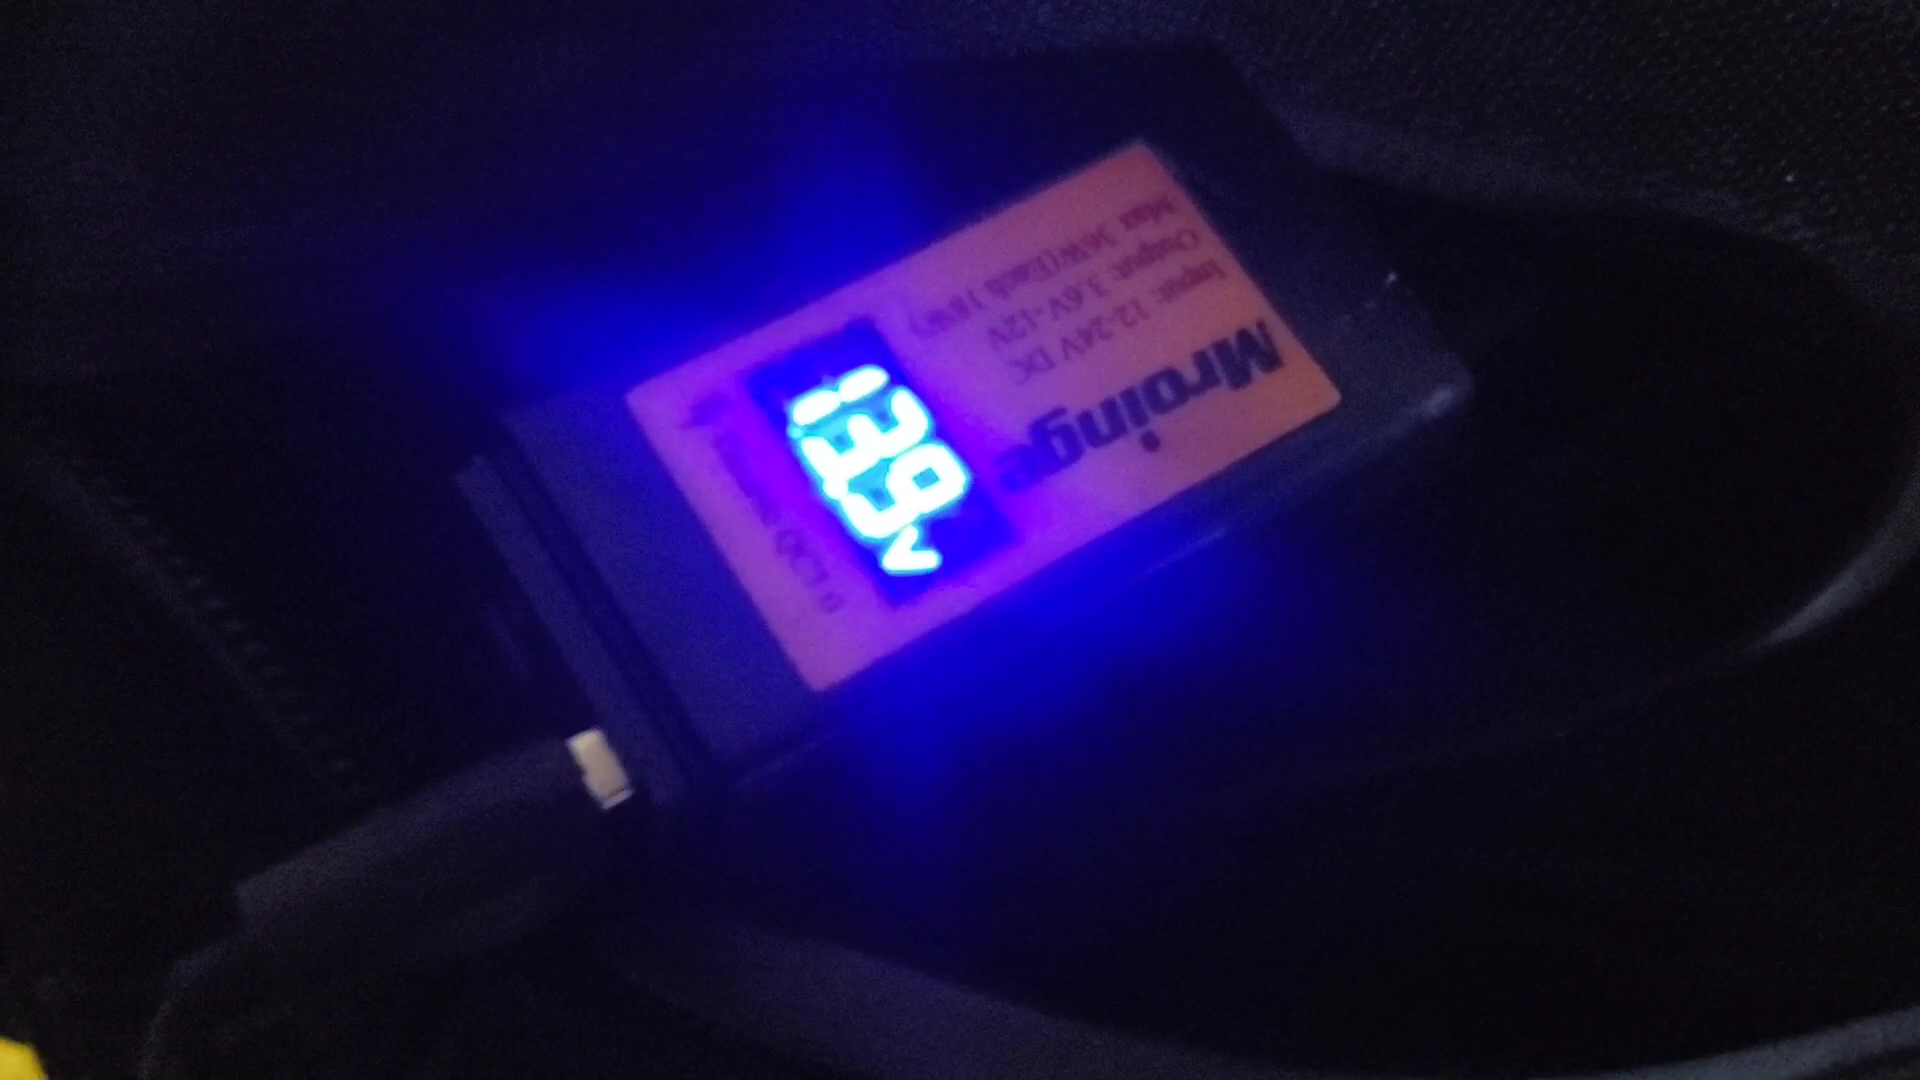 Mroinge
Input: 12-24V DC
Output: 3.6V-12V
Max 36W(Each 18W)
13.9V